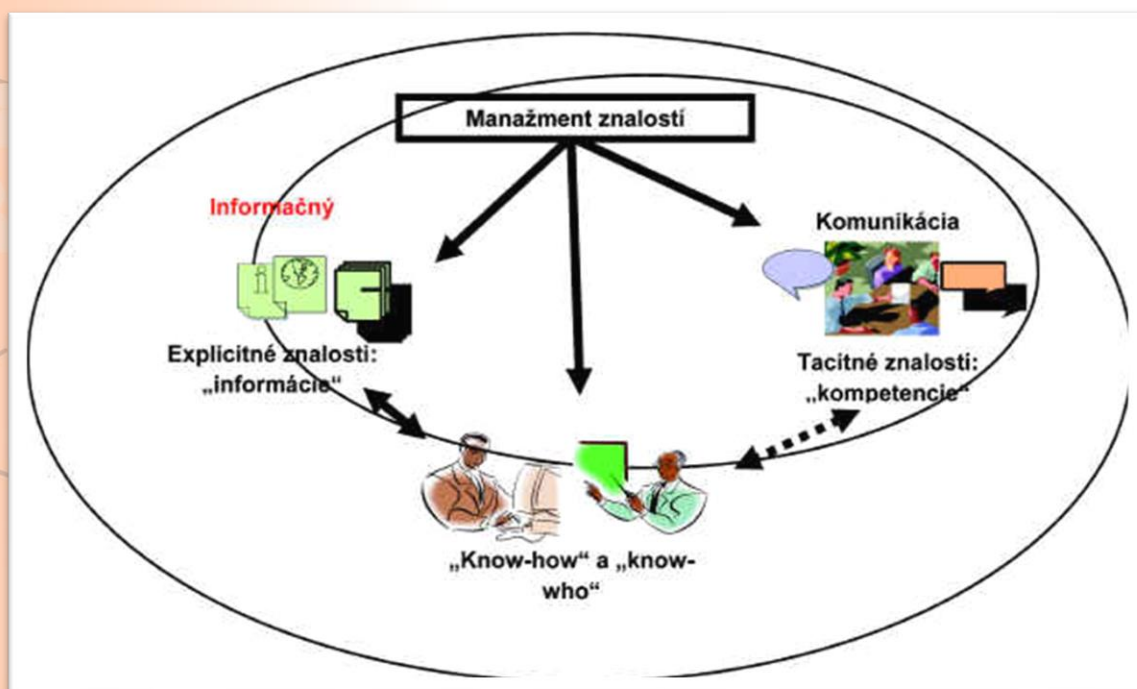 Manažment znalostí
Informačný
Komunikácia
i
Explicitné znalosti:
„informácie“
Tacitné znalosti:
„kompetencie“
„Know-how“ a „know-
who“